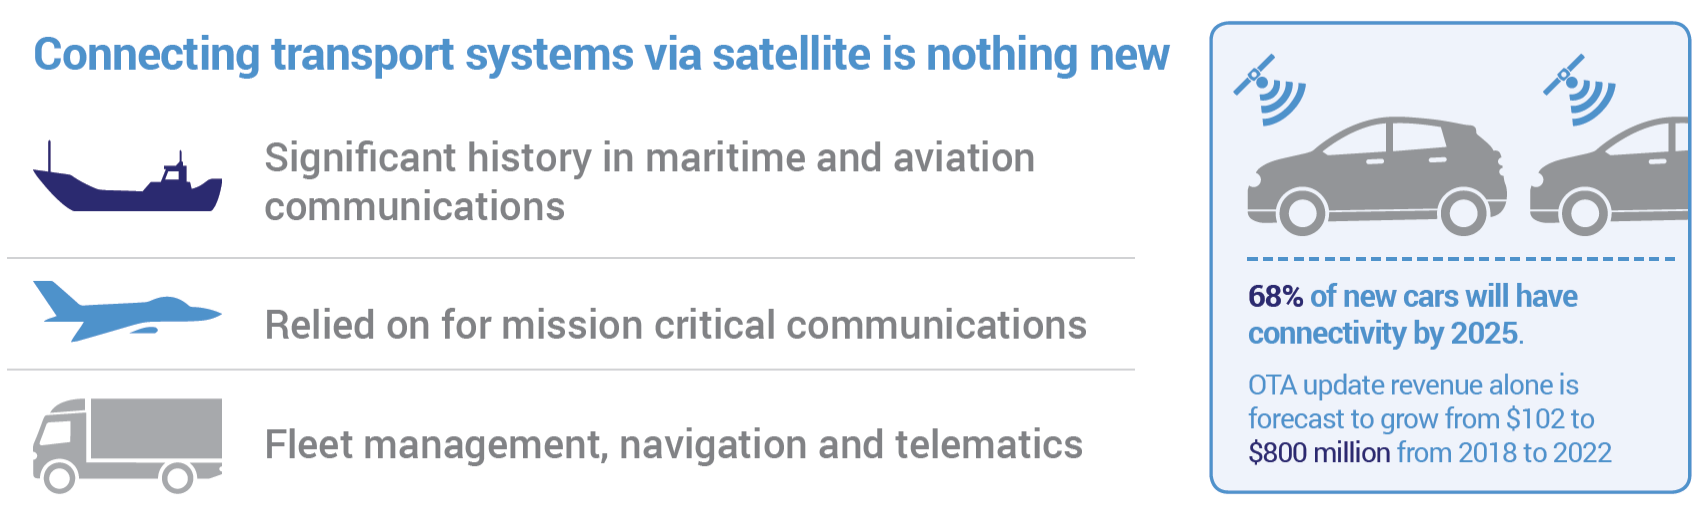 Connecting transport systems via satellite is nothing new
Significant history in maritime and aviation
communications
Relied on for mission critical communications
Fleet management, navigation and telematics
68% of new cars will have
connectivity by 2025.
OTA update revenue alone is
forecast to grow from $102 to
$800 million from 2018 to 2022